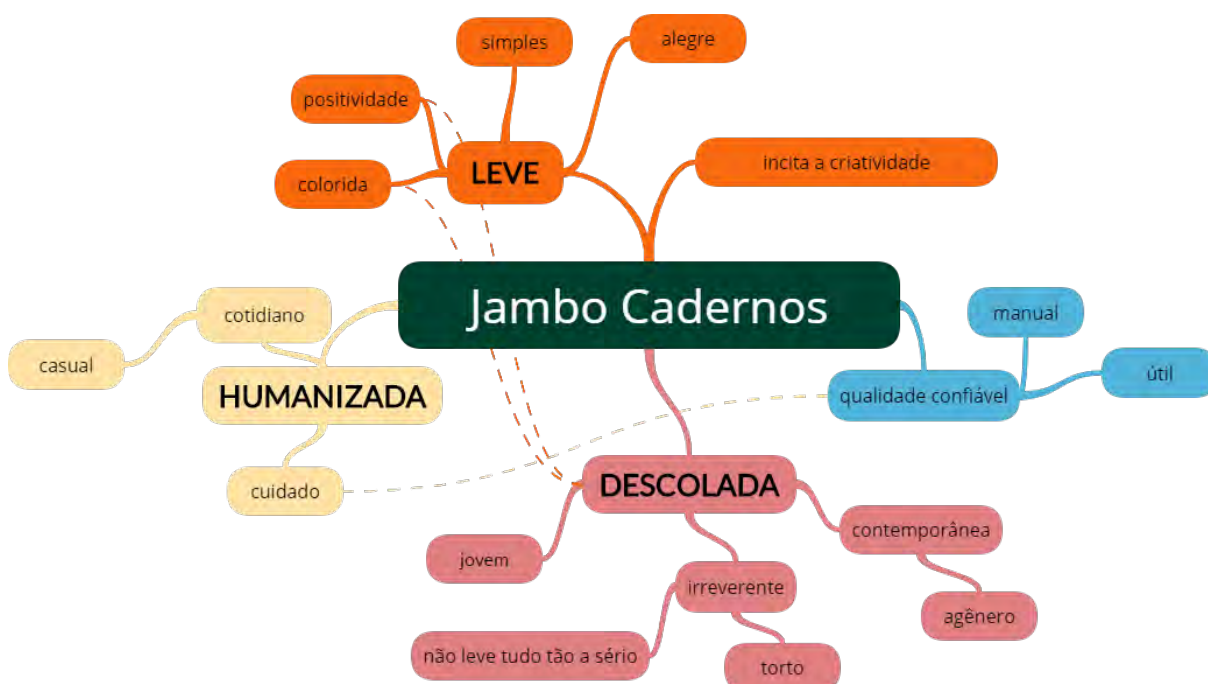 simples
alegre
positividade
LEVE
incita a criatividade
colorida
Jambo Cadernos
cotidiano
manual
casual
HUMANIZADA
qualidade confiável
útil
cuidado
DESCOLADA
contemporânea
jovem
irreverente
agênero
não leve tudo tão a sério
torto